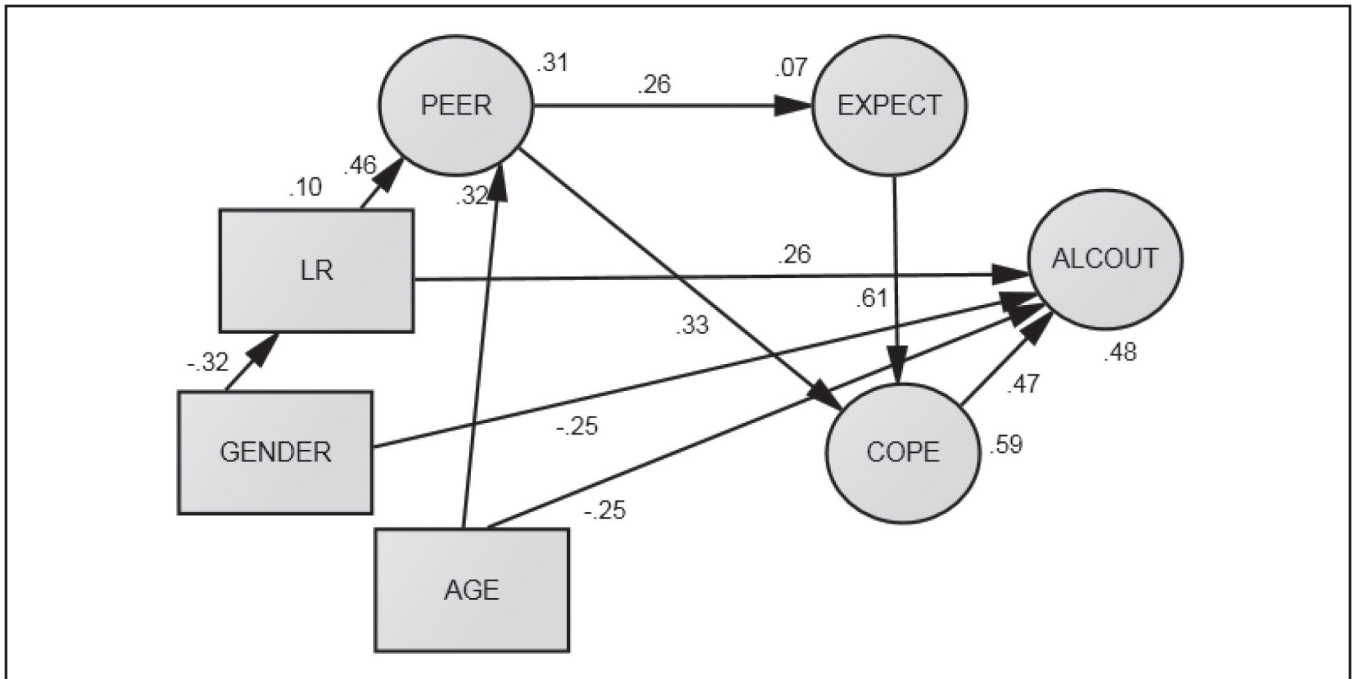 .31
.07
PEER
.26
EXPECT
.46
.10
.32
LR
.26
ALCOUT
.61
.33
-.32
.48
.47
-.25
GENDER
COPE
.59
-.25
AGE